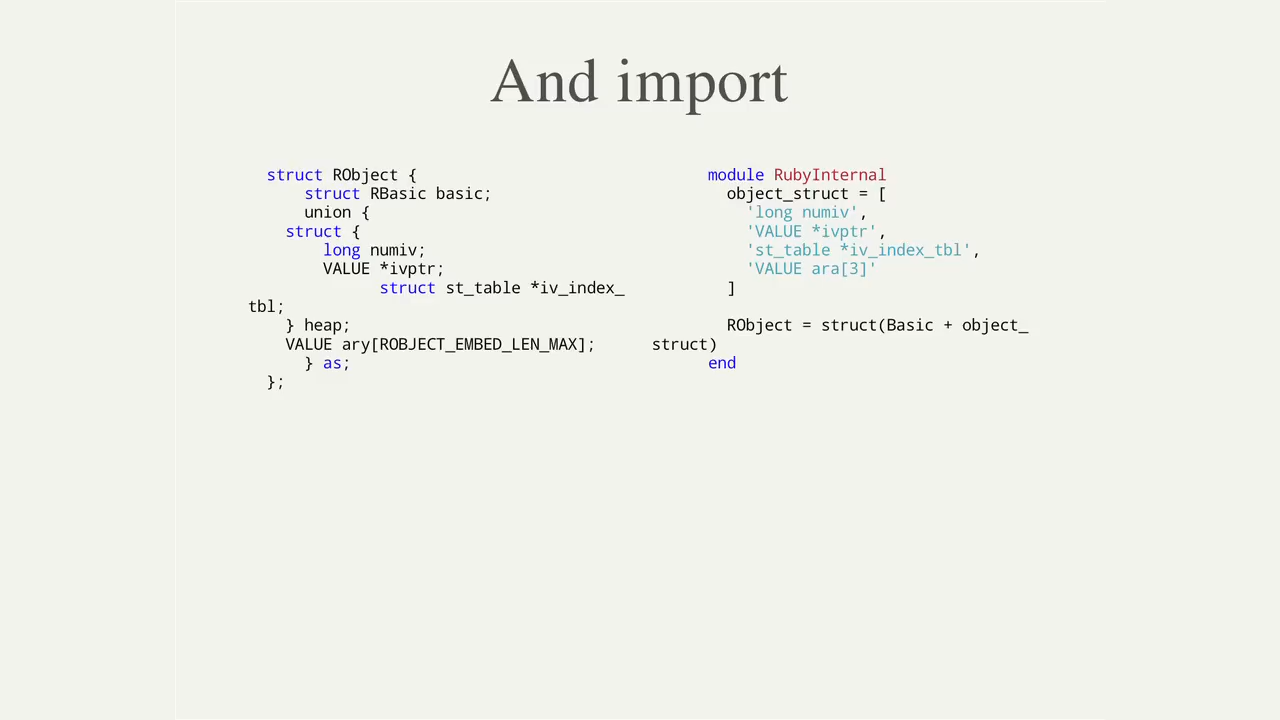 And import
struct RObject {
struct RBasic basic;
union {
struct {
long numiv;
VALUE *ivptr;
struct st_table *iv_index_
tbl;
} heap;
VALUE ary[ROBJECT_EMBED_LEN_MAX];
} as;
};
module RubyInternal
object_struct = [
'long numiv',
'VALUE *ivptr',
'st_table *iv_index_tbl',
'VALUE ara[3]'
]
RObject = struct(Basic + object_
struct)
end